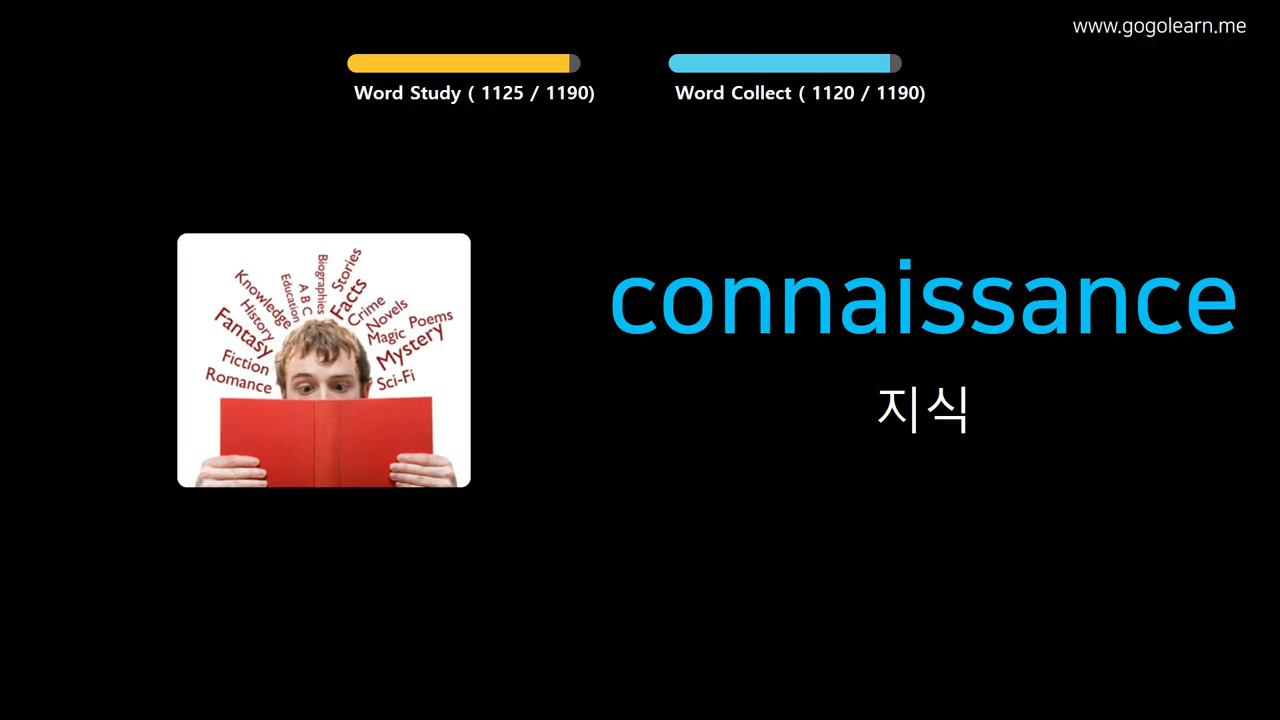 www.gogolearn.me
Word Study ( 1125 / 1190)
Word Collect ( 1120 / 1190)
connaissance
지식
Knowledge
History
Fantasy
Fiction
Romance
Education
A B C
Biographies
Stories
Facts
Crime
Novels
Magic
Poems
Mystery
Sci-Fi